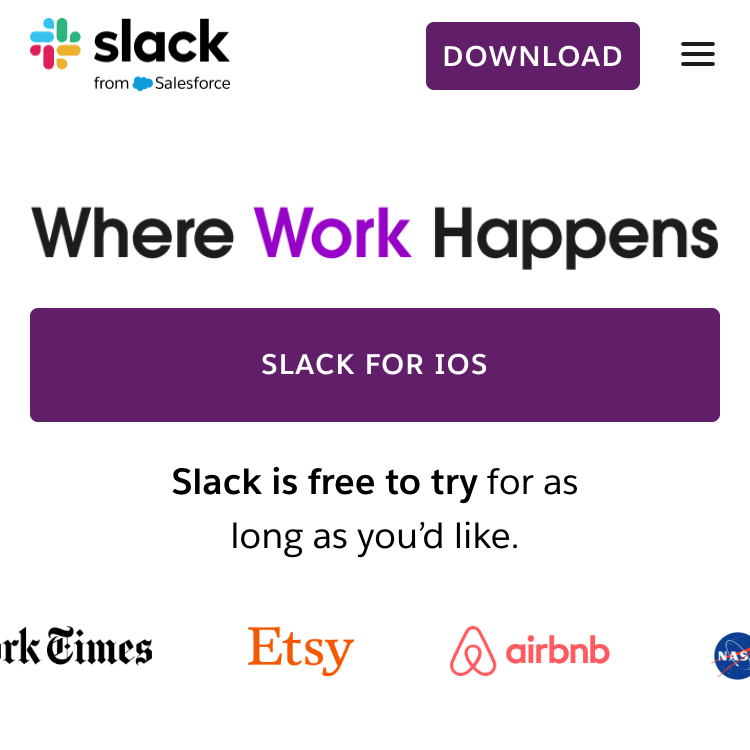 slack
from Salesforce
DOWNLOAD
Where Work Happens
SLACK FOR IOS
Slack is free to try for as
long as you’d like.
rk Times
Etsy
airbnb
NAS